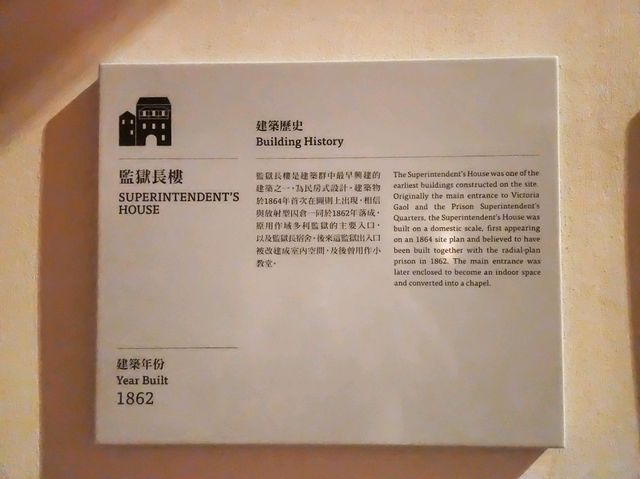 監獄長樓
SUPERINTENDENT'S
HOUSE
建築年份
Year Built
1862
建築歷史
Building History
監獄長樓是建築群中最早興建的
建築之一，為民房式設計。建築物
於1864年首次在圖則上出現，相信
與放射型囚倉一同於1862年落成，
原用作域多利監獄的主要入口，
以及監獄長宿舍。後來這監獄出入口
被改建成室內空間，及後曾用作小
教堂。
The Superintendent's House was one of the
earliest buildings constructed on the site.
Originally the main entrance to Victoria
Gaol and the Prison Superintendent's
Quarters, the Superintendent's House was
built on a domestic scale, first appearing
on an 1864 site plan and believed to have
been built together with the radial-plan
prison in 1862. The main entrance was
later enclosed to become an indoor space
and converted into a chapel.